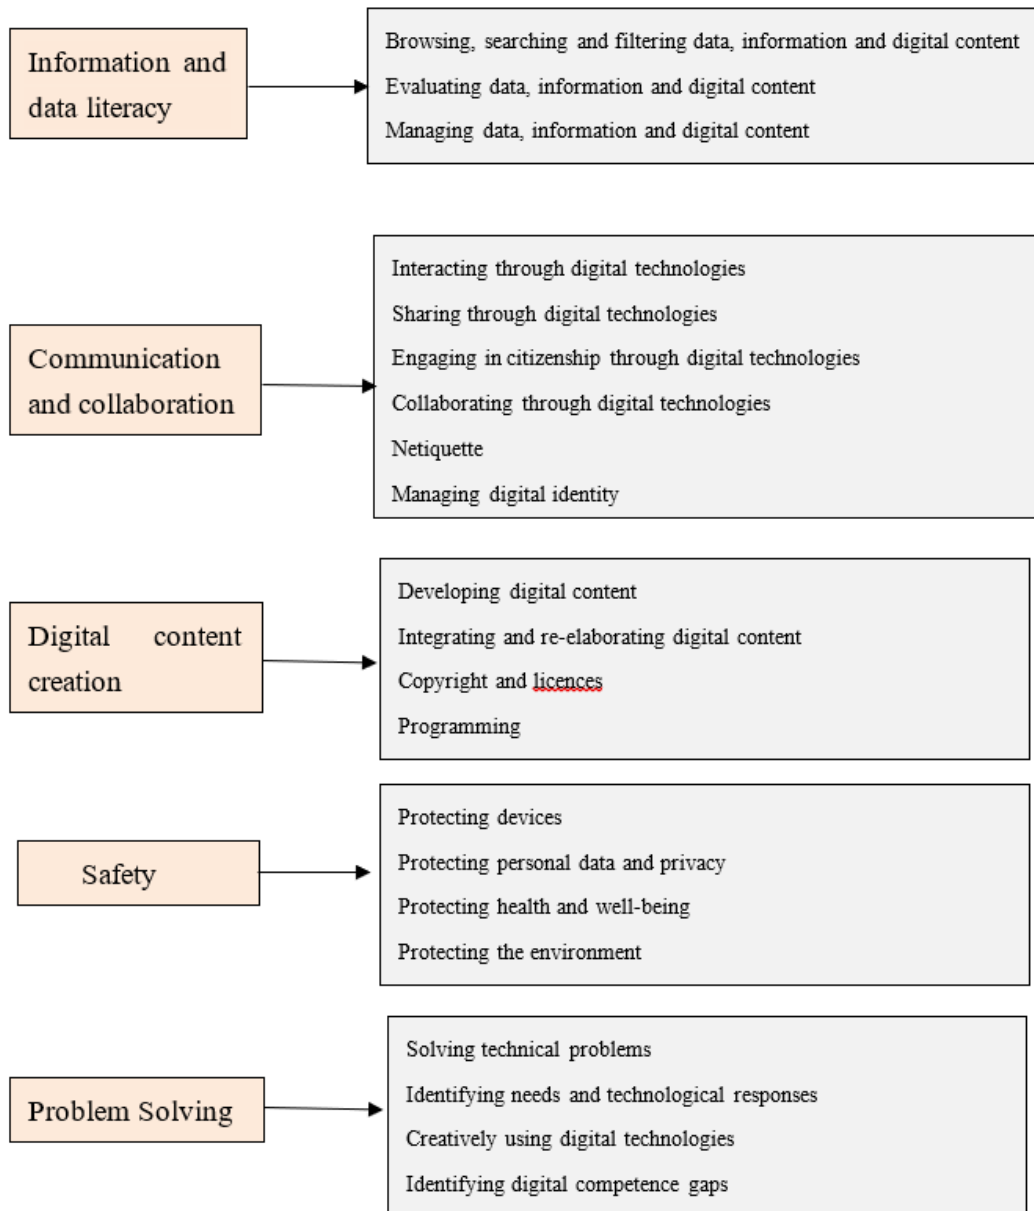 Information and
data literacy
Browsing, searching and filtering data, information and digital content
Evaluating data, information and digital content
Managing data, information and digital content
Communication
and collaboration
Interacting through digital technologies
Sharing through digital technologies
Engaging in citizenship through digital technologies
Collaborating through digital technologies
Netiquette
Managing digital identity
Digital content
creation
Developing digital content
Integrating and re-elaborating digital content
Copyright and licences
Programming
Safety
Protecting devices
Protecting personal data and privacy
Protecting health and well-being
Protecting the environment
Problem Solving
Solving technical problems
Identifying needs and technological responses
Creatively using digital technologies
Identifying digital competence gaps